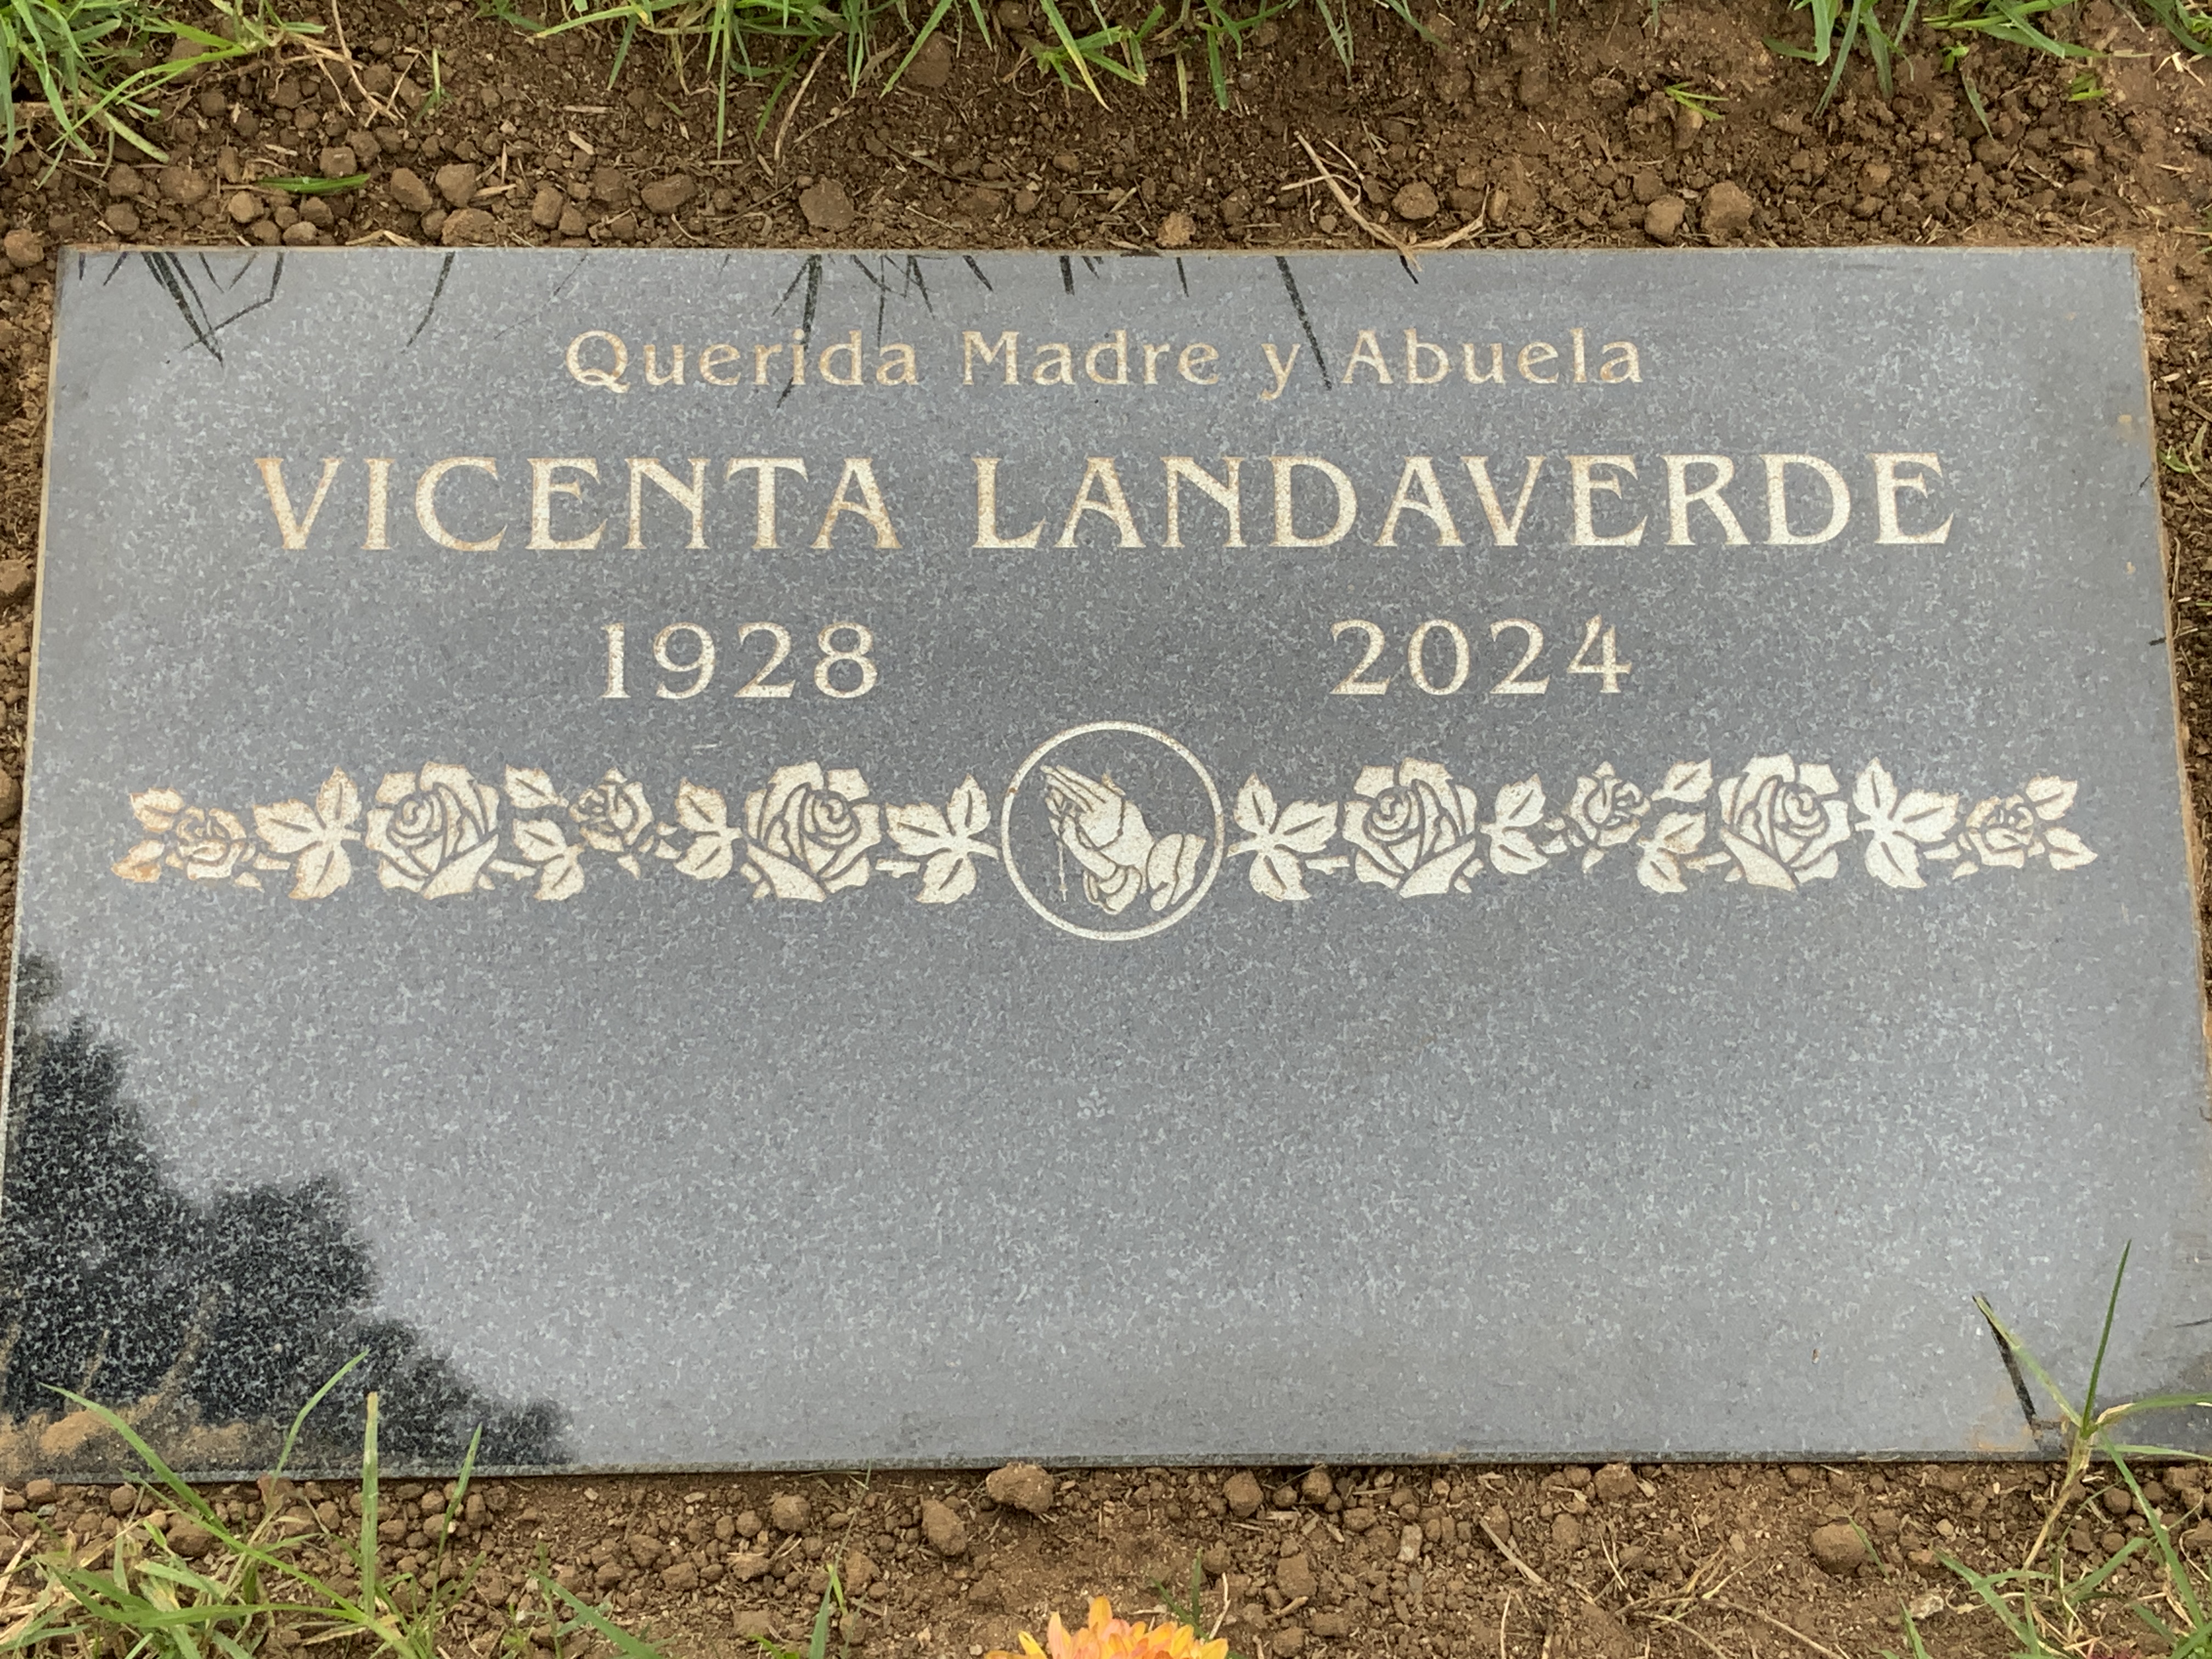 Querida Madre y Abuela
VICENTA LANDAVERDE
1928 2024